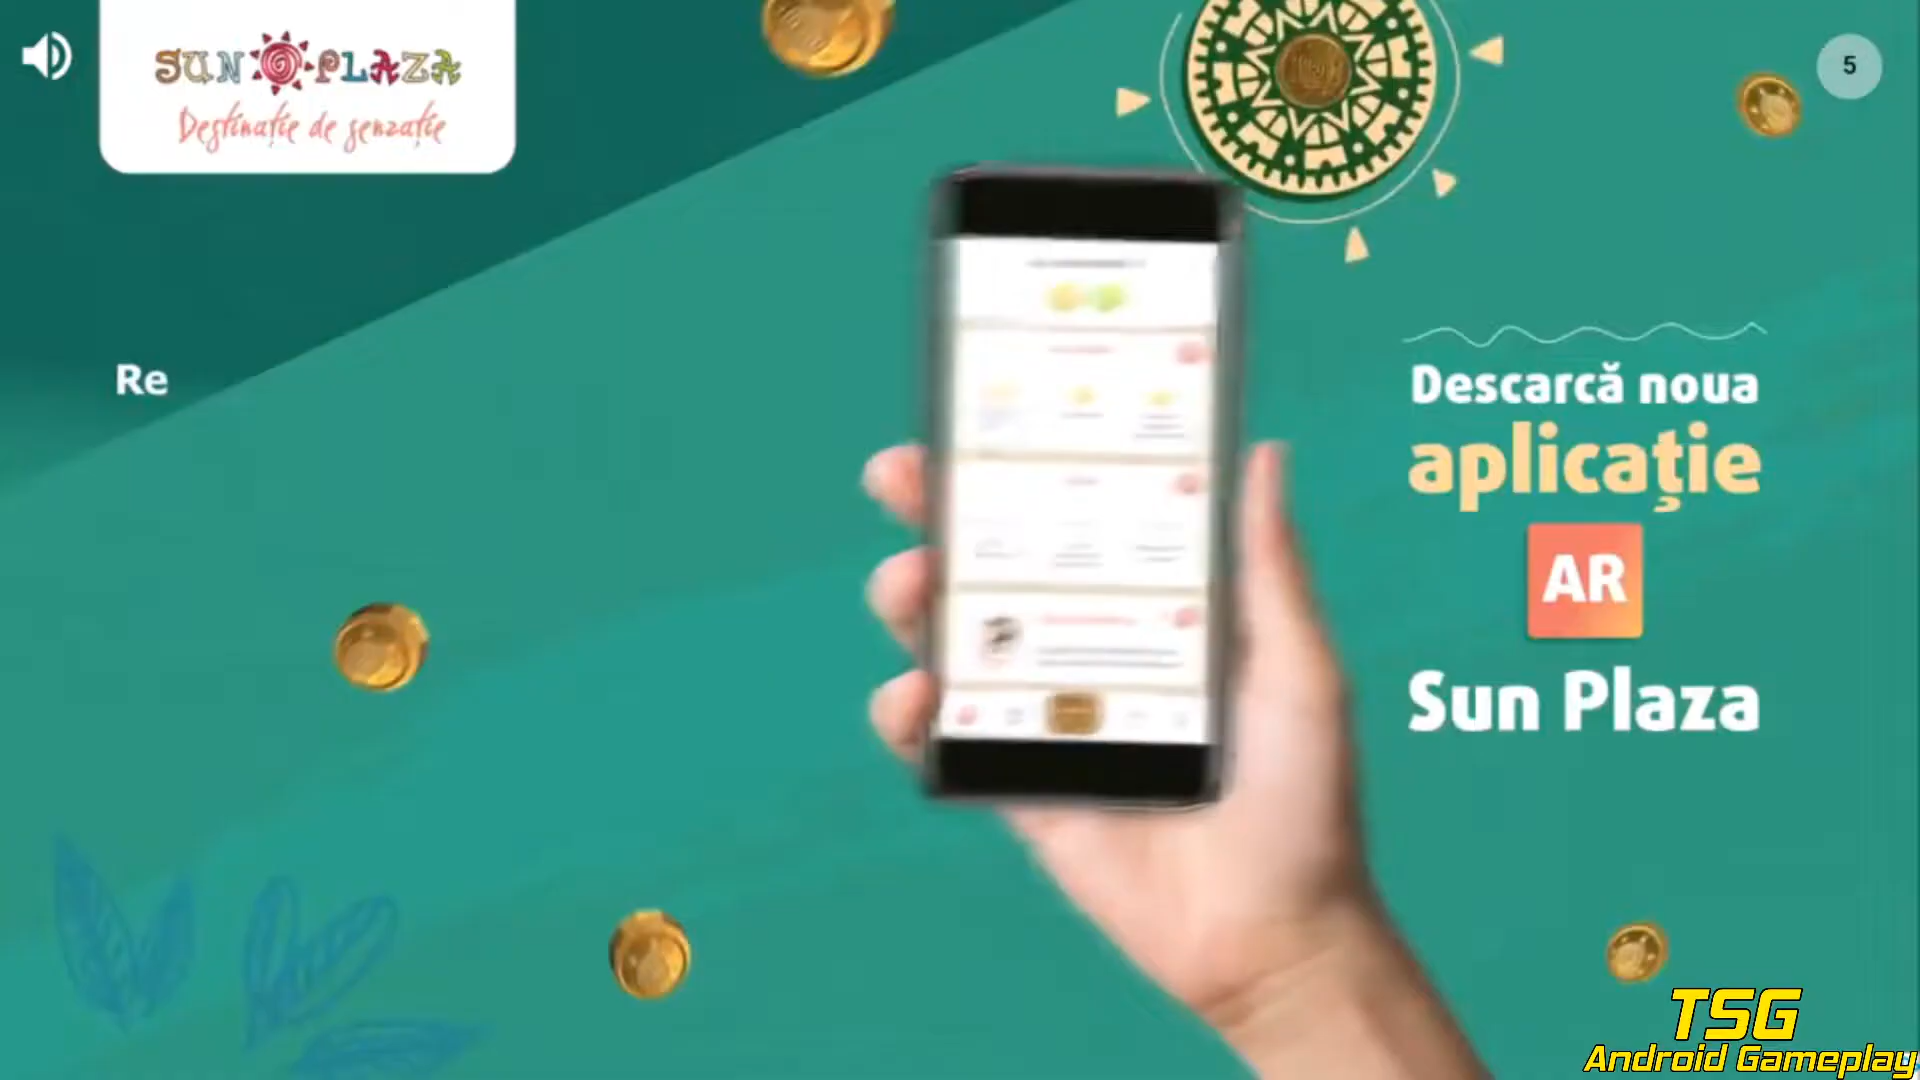 SUN PLAZA
Destinație de senzație
5
Re
Descarcă noua
aplicație
AR
Sun Plaza
TSG
Android Gameplay